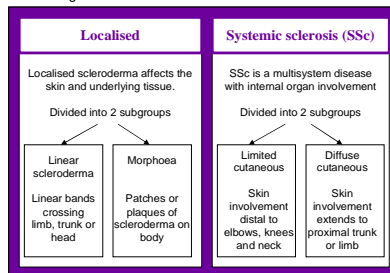 Localised
Localised scleroderma affects the
skin and underlying tissue.
Divided into 2 subgroups
Linear
scleroderma
Linear bands
crossing
limb, trunk or
head
Morphoea
Patches or
plaques of
scleroderma on
body
Systemic sclerosis (SSc)
SSc is a multisystem disease
with internal organ involvement
Divided into 2 subgroups
Limited
cutaneous
Skin
involvement
distal to
elbows, knees
and neck
Diffuse
cutaneous
Skin
involvement
extends to
proximal trunk
or limb